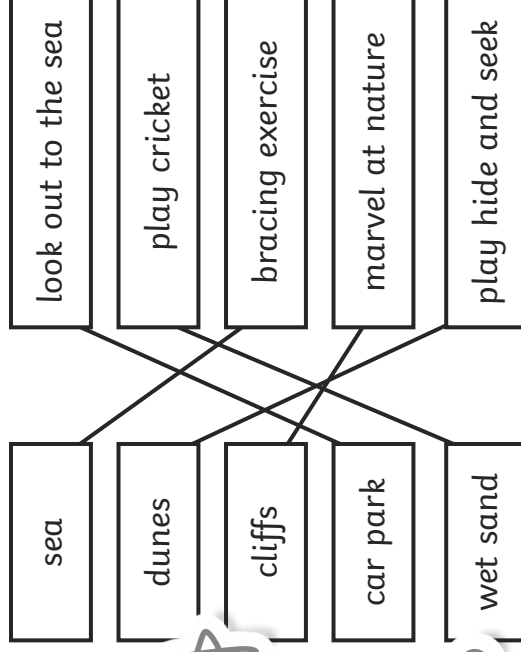 sea
look out to the sea
dunes
play cricket
cliffs
bracing exercise
car park
marvel at nature
wet sand
play hide and seek